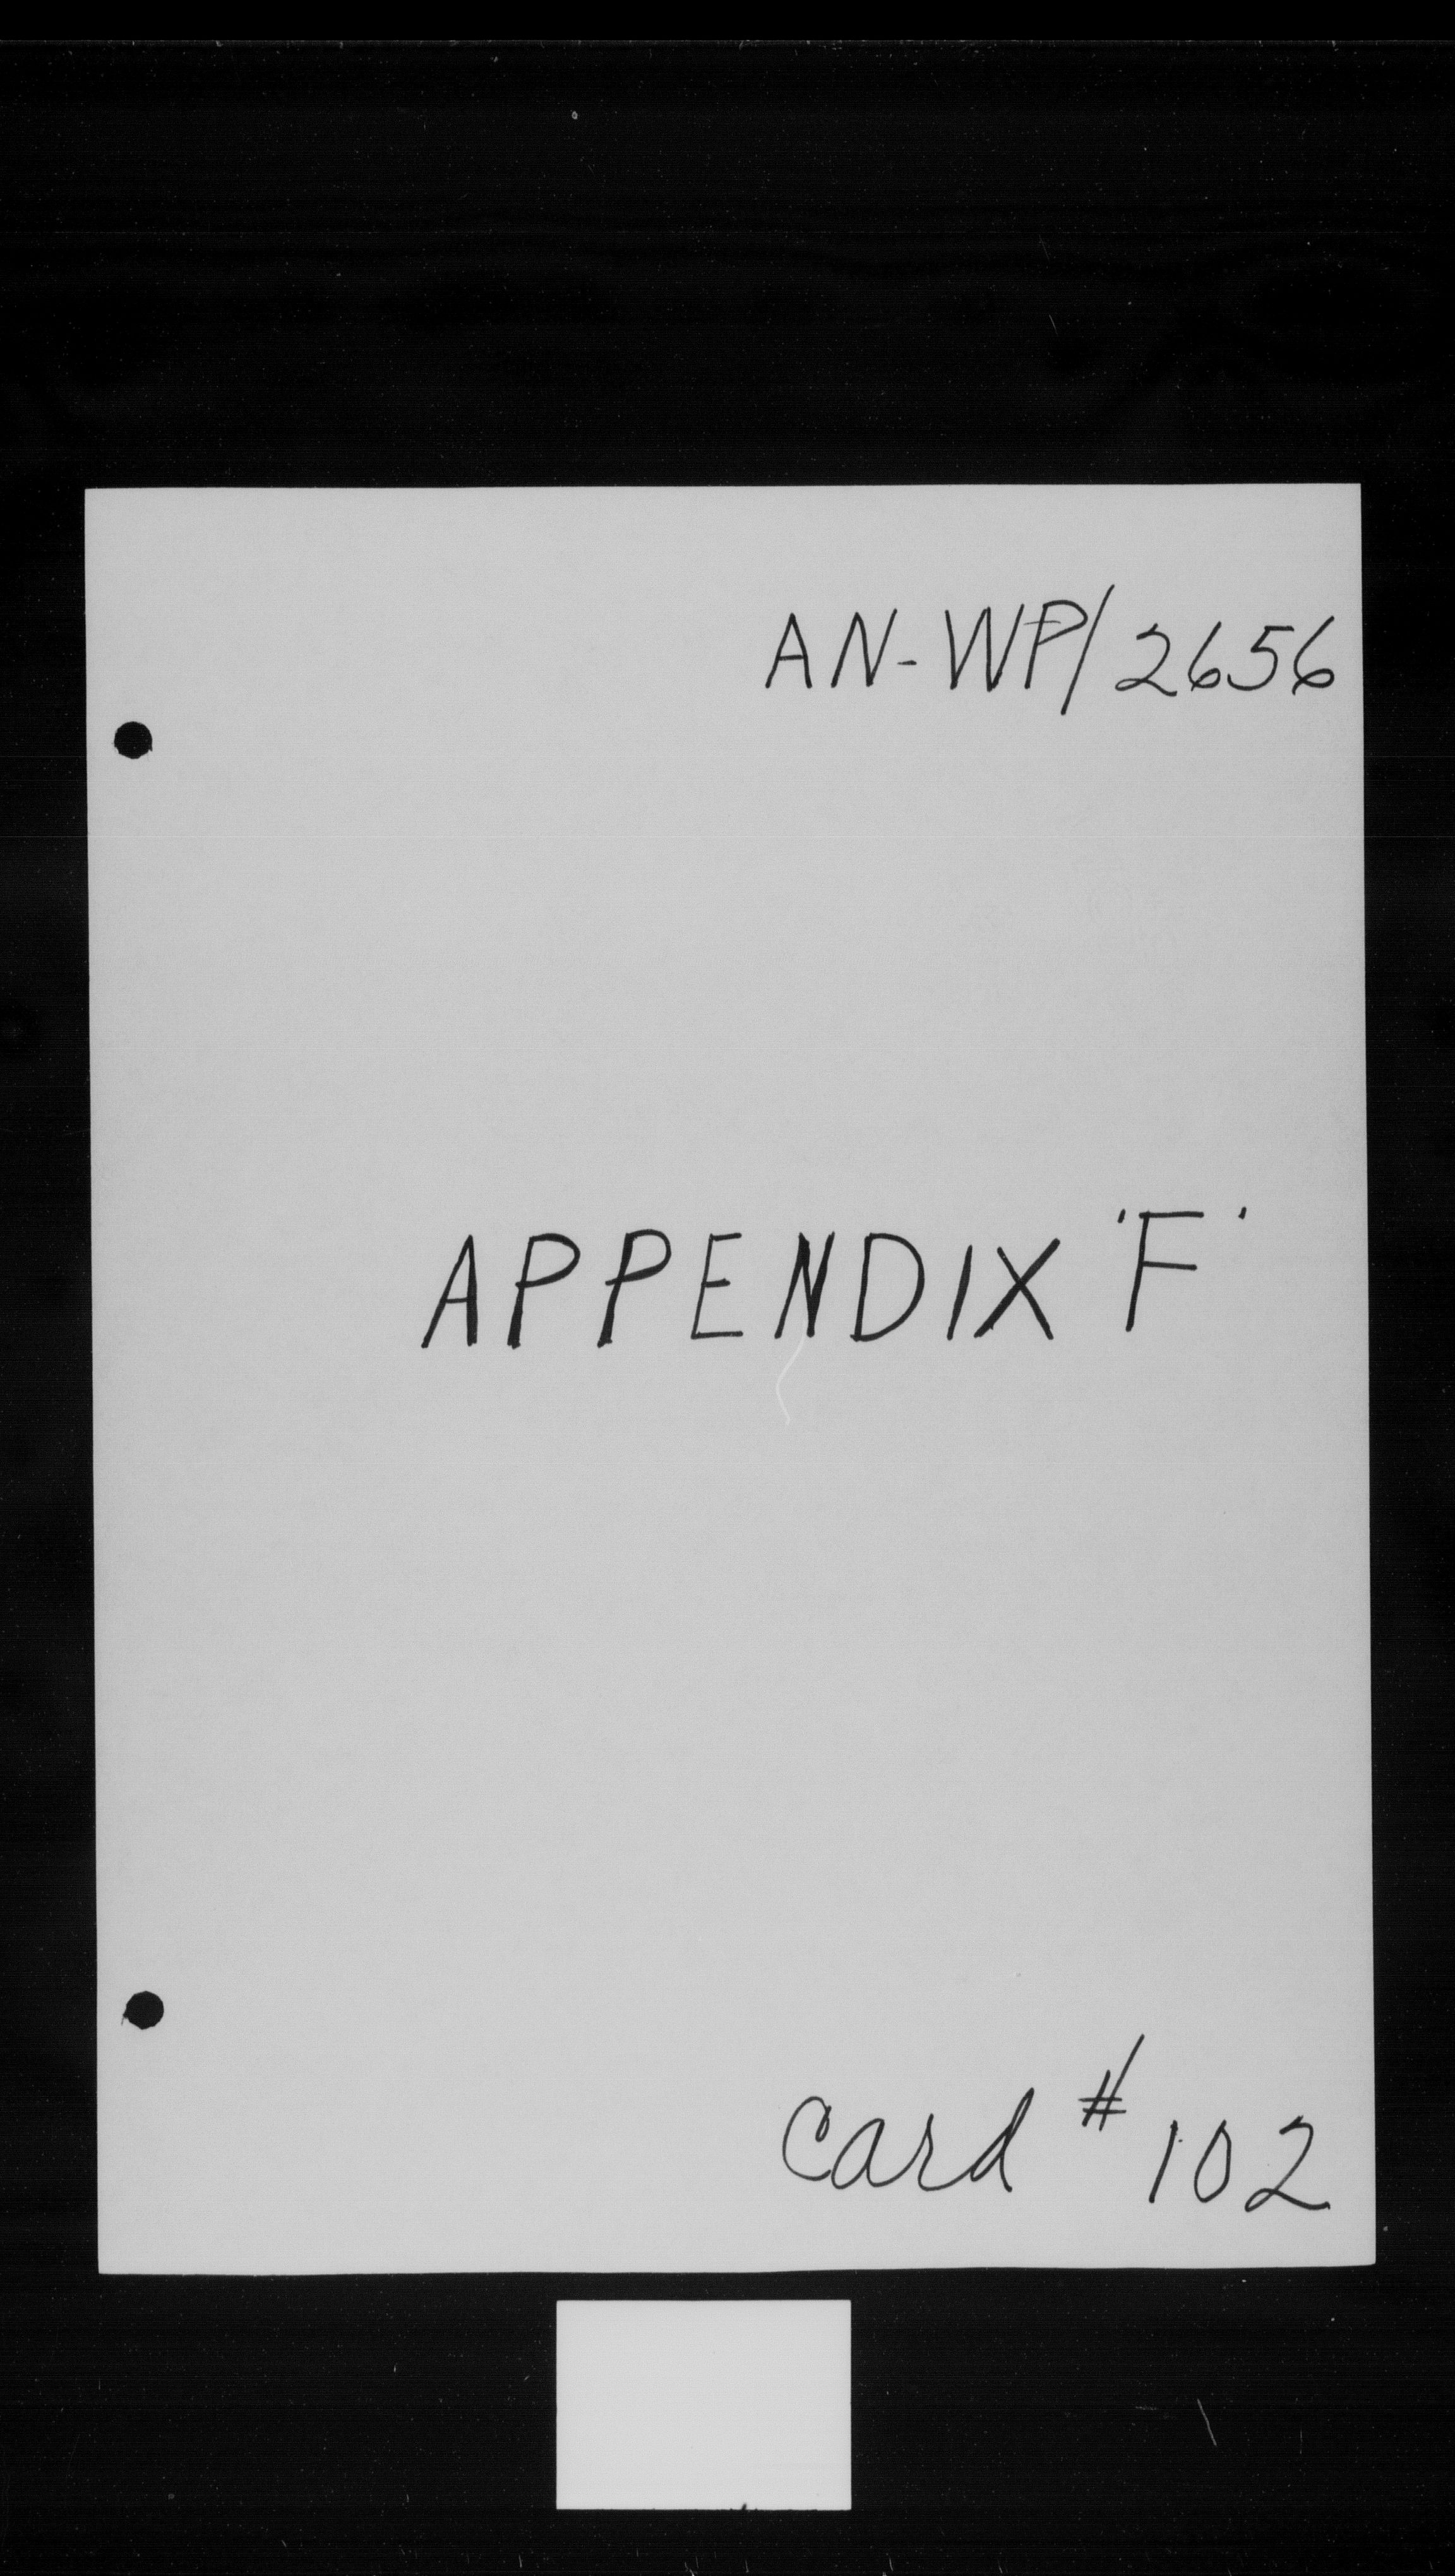 AN-WP/2656
APPENDIX 'F'
Card # 102